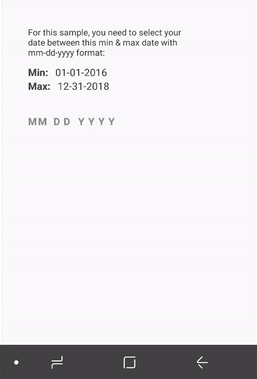 For this sample, you need to select your
date between this min & max date with
mm-dd-yyyy format:
Min: 01-01-2016
Max: 12-31-2018
MM DD YYYY